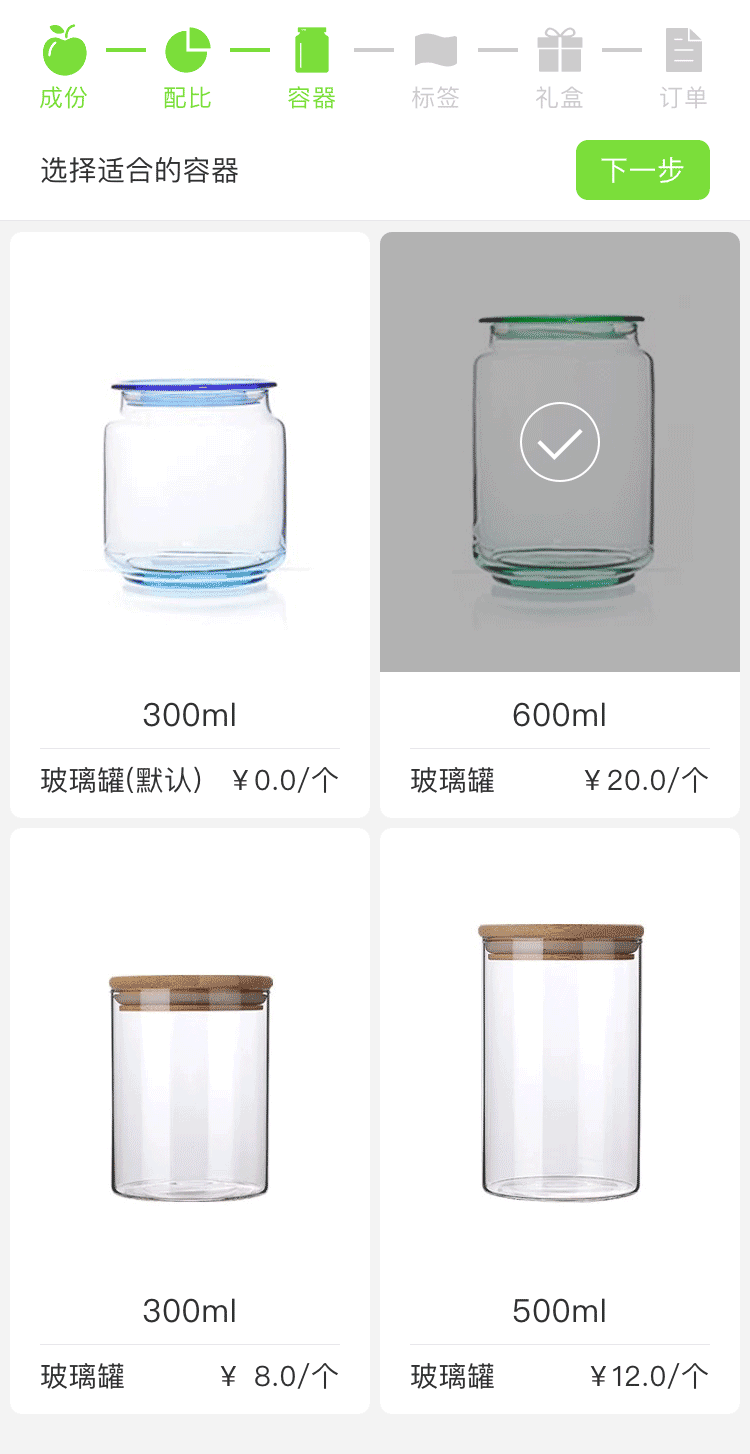 成份 配比 容器 标签 礼盒 订单
选择适合的容器 下一步
300ml 600ml
玻璃罐(默认) ¥0.0/个 玻璃罐 ¥20.0/个
300ml 500ml
玻璃罐 ¥ 8.0/个 玻璃罐 ¥12.0/个